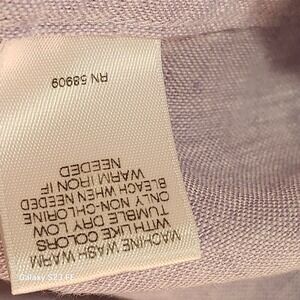 MACHINE WASH WARM
WITH LIKE COLORS
TUMBLE DRY LOW
ONLY NON-CHLORINE
BLEACH WHEN NEEDED
WARM IRON IF
NEEDED
RN 58909
Galaxy S23 FE